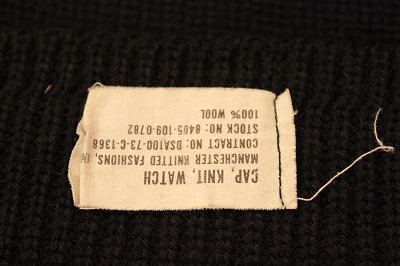 CAP, KNIT, WATCH
MANCHESTER KNITTED FASHIONS, IN
CONTRACT NO: DSA100-73-C-1368
STOCK NO: 8405-109-0782
100% WOOL